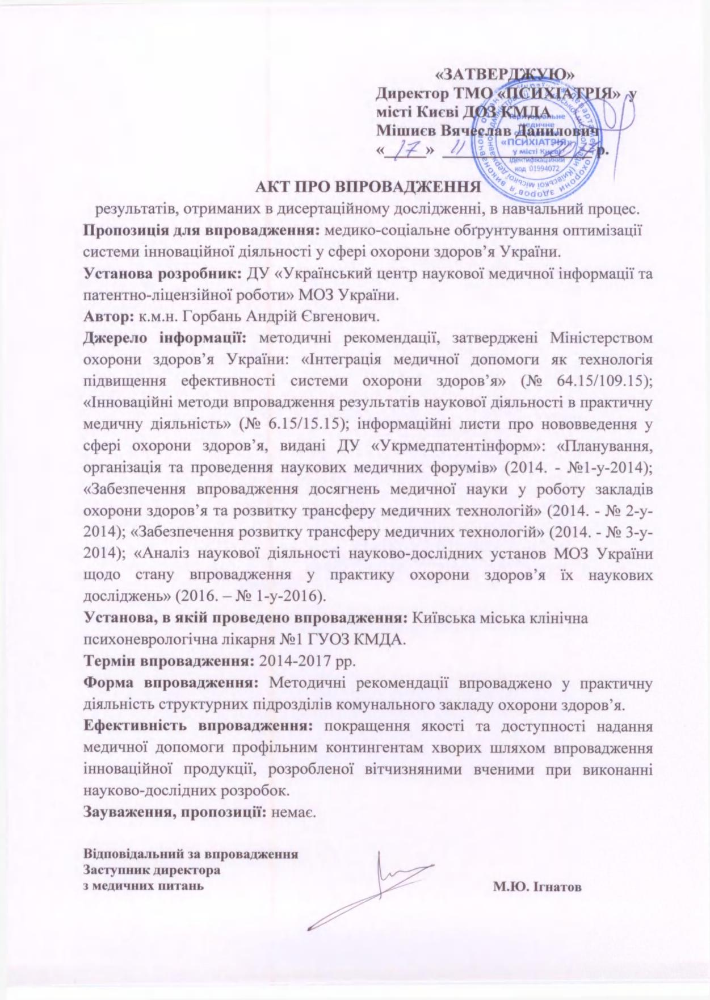 «ЗАТВЕРДЖУЮ»
Директор ТМО «ПСИХІАТРІЯ» у
місті Києві ДОЗ КМДА
Мішиєв Вячеслав Данилович
« 17 » 11 р.
Територіальне
медичне
«ПСИХІАТРІЯ»
у місті Києві
Ідентифікаційний
код 01994072
АКТ ПРО ВПРОВАДЖЕННЯ
результатів, отриманих в дисертаційному дослідженні, в навчальний процес.
Пропозиція для впровадження: медико-соціальне обґрунтування оптимізації
системи інноваційної діяльності у сфері охорони здоров’я України.
Установа розробник: ДУ «Український центр наукової медичної інформації та
патентно-ліцензійної роботи» МОЗ України.
Автор: к.м.н. Горбань Андрій Євгенович.
Джерело інформації: методичні рекомендації, затверджені Міністерством
охорони здоров’я України: «Інтеграція медичної допомоги як технологія
підвищення ефективності системи охорони здоров’я» (№ 64.15/109.15);
«Інноваційні методи впровадження результатів наукової діяльності в практичну
медичну діяльність» (№ 6.15/15.15); інформаційні листи про нововведення у
сфері охорони здоров’я, видані ДУ «Укрмедпатентінформ»: «Планування,
організація та проведення наукових медичних форумів» (2014. - №1-у-2014);
«Забезпечення впровадження досягнень медичної науки у роботу закладів
охорони здоров’я та розвитку трансферу медичних технологій» (2014. - № 2-у-
2014); «Забезпечення розвитку трансферу медичних технологій» (2014. - № 3-у-
2014); «Аналіз наукової діяльності науково-дослідних установ МОЗ України
щодо стану впровадження у практику охорони здоров’я їх наукових
досліджень» (2016. – № 1-у-2016).
Установа, в якій проведено впровадження: Київська міська клінічна
психоневрологічна лікарня №1 ГУОЗ КМДА.
Термін впровадження: 2014-2017 рр.
Форма впровадження: Методичні рекомендації впроваджено у практичну
діяльність структурних підрозділів комунального закладу охорони здоров’я.
Ефективність впровадження: покращення якості та доступності надання
медичної допомоги профільним контингентам хворих шляхом впровадження
інноваційної продукції, розробленої вітчизняними вченими при виконанні
науково-дослідних розробок.
Зауваження, пропозиції: немає.
Відповідальний за впровадження
Заступник директора
з медичних питань М.Ю. Ігнатов